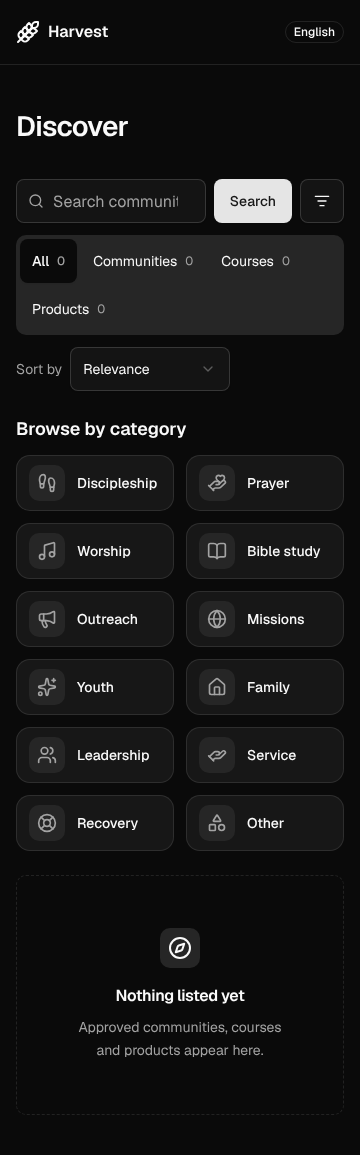 Harvest
English
Discover
Search communit
Search
All 0
Communities 0
Courses 0
Products 0
Sort by
Relevance
Browse by category
Discipleship
Prayer
Worship
Bible study
Outreach
Missions
Youth
Family
Leadership
Service
Recovery
Other
Nothing listed yet
Approved communities, courses
and products appear here.